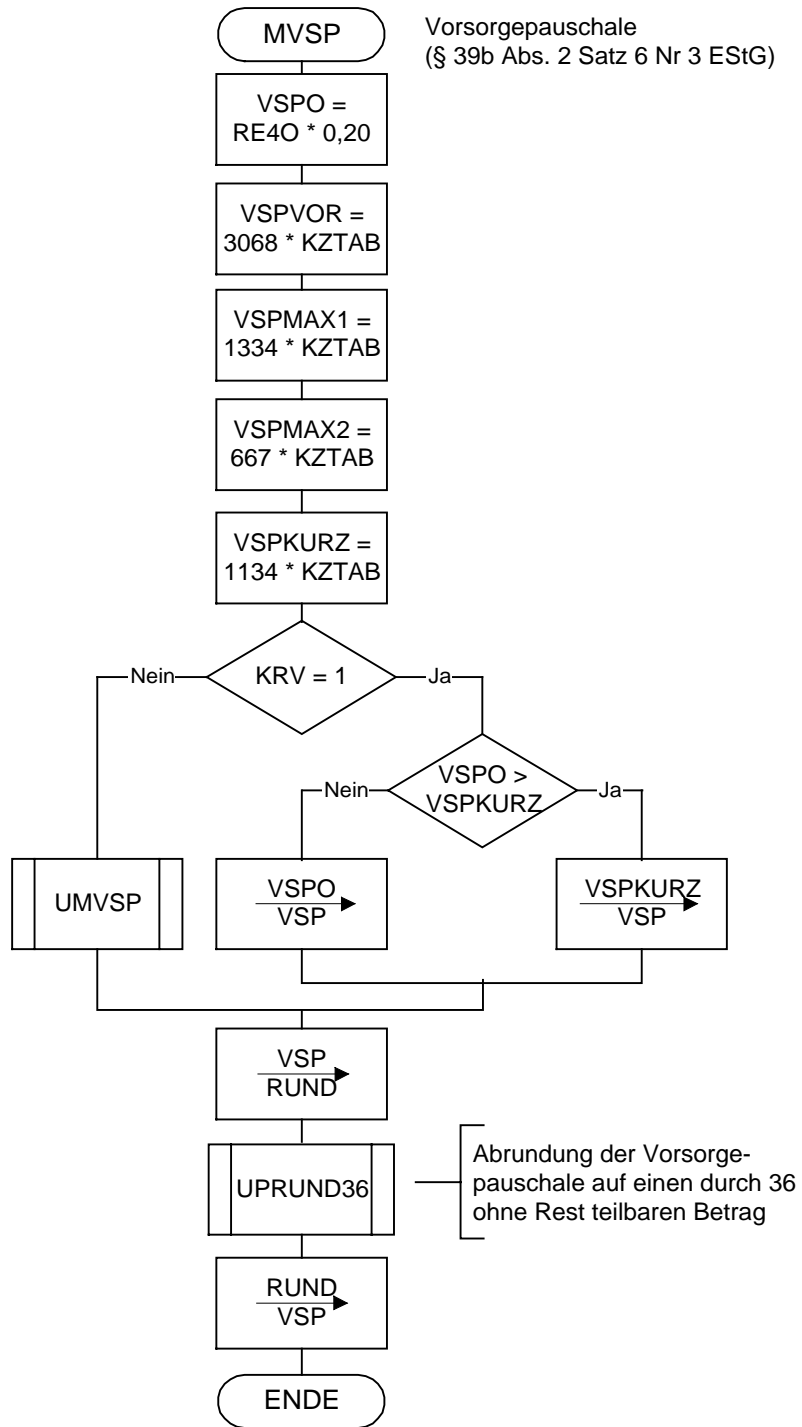 MVSP
Vorsorgepauschale
(§ 39b Abs. 2 Satz 6 Nr 3 EStG)
VSPO =
RE4O * 0,20
VSPVOR =
3068 * KZTAB
VSPMAX1 =
1334 * KZTAB
VSPMAX2 =
667 * KZTAB
VSPKURZ =
1134 * KZTAB
Nein
KRV = 1
Ja
Nein
VSPO >
VSPKURZ
Ja
UMVSP
VSPO
VSP
VSPKURZ
VSP
VSP
RUND
UPRUND36
Abrundung der Vorsorge-
pauschale auf einen durch 36
ohne Rest teilbaren Betrag
RUND
VSP
ENDE